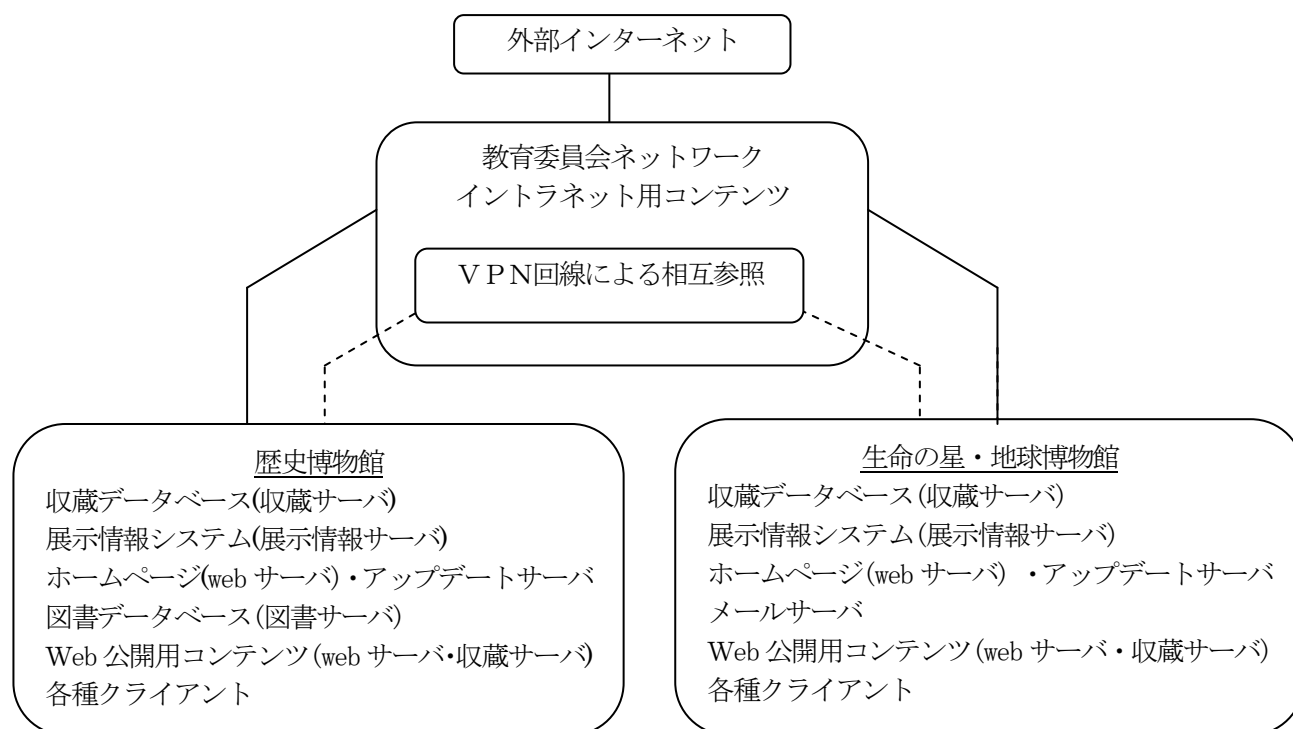 外部インターネット
教育委員会ネットワーク
イントラネット用コンテンツ
ＶＰＮ回線による相互参照
歴史博物館
収蔵データベース(収蔵サーバ)
展示情報システム(展示情報サーバ)
ホームページ(web サーバ)・アップデートサーバ
図書データベース(図書サーバ)
Web 公開用コンテンツ(web サーバ・収蔵サーバ)
各種クライアント
生命の星・地球博物館
収蔵データベース(収蔵サーバ)
展示情報システム(展示情報サーバ)
ホームページ(web サーバ) ・アップデートサーバ
メールサーバ
Web 公開用コンテンツ(web サーバ・収蔵サーバ)
各種クライアント